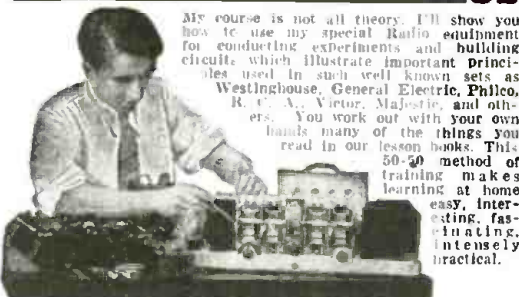 My course is not all theory. I'll show you
how to use my special Radio equipment
for conducting experiments and building
circuits which illustrate important princi-
ples used in such well known sets as
Westinghouse, General Electric, Philco,
R. C. A., Victor, Majestic, and oth-
ers. You work out with your own
hands many of the things you
read in our lesson books. This
50-50 method of
training makes
learning at home
easy, inter-
esting, fas-
cinating,
intensely
practical.